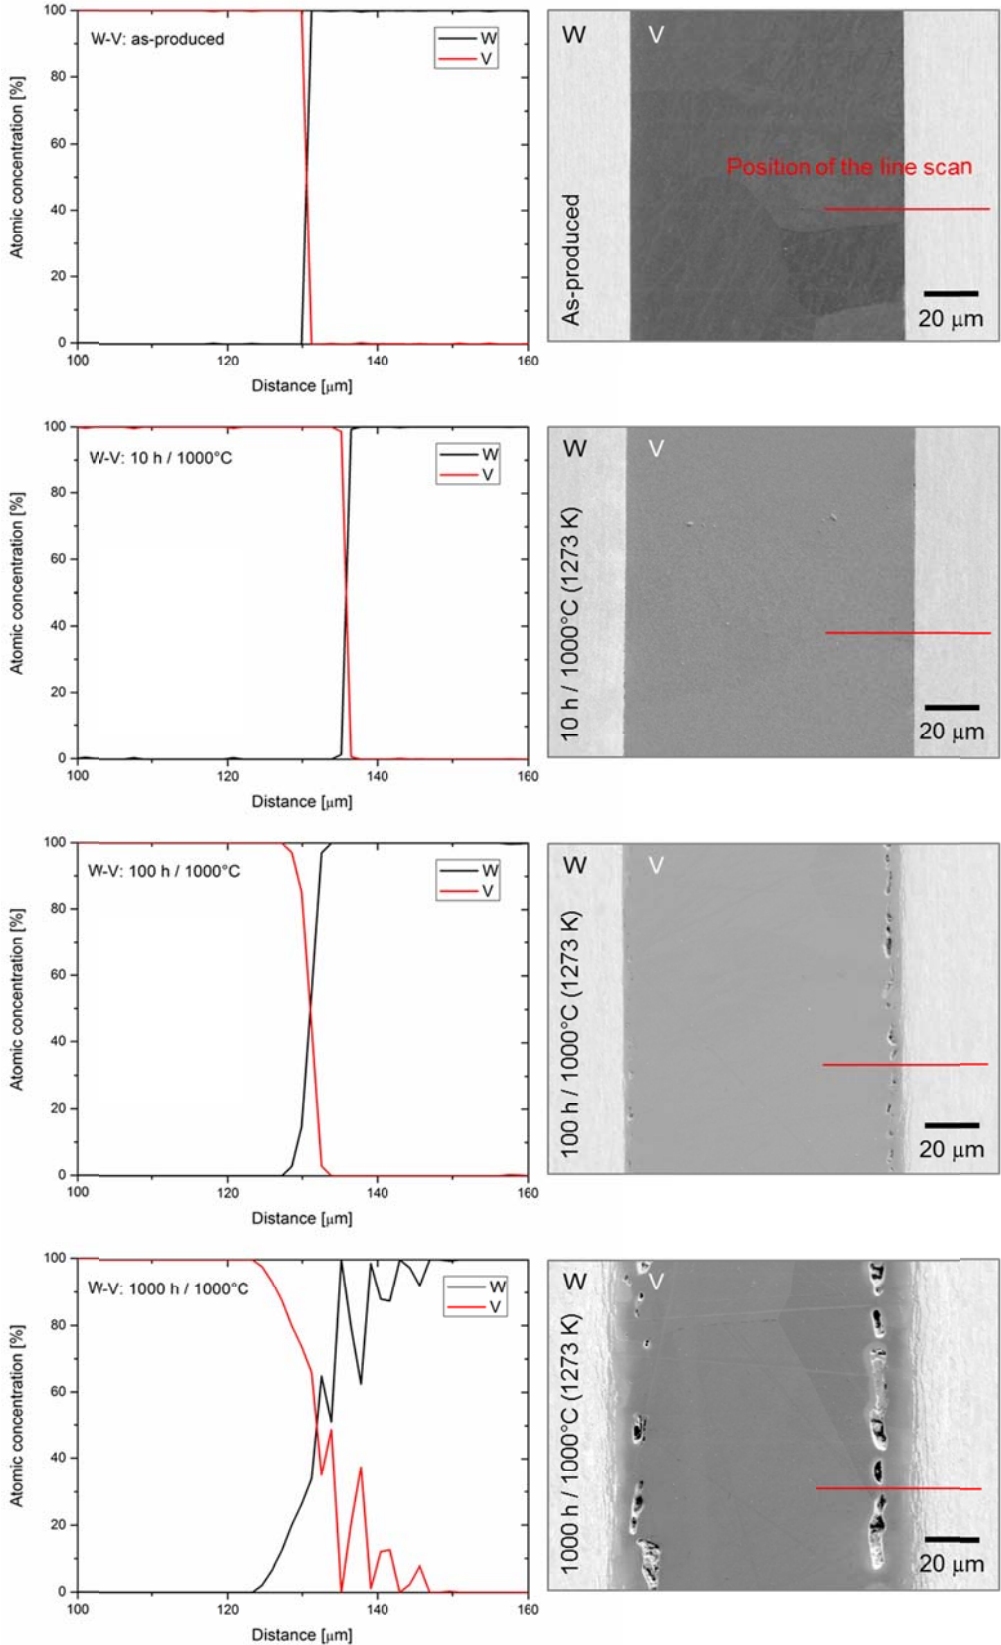 W-V: as-produced
W
V
100
80
60
40
20
0
Atomic concentration [%]
100
120
140
160
Distance [μm]
W
V
Position of the line scan
As-produced
20 μm
W-V: 10 h / 1000°C
W
V
100
80
60
40
20
0
Atomic concentration [%]
100
120
140
160
Distance [μm]
W
V
10 h / 1000°C (1273 K)
20 μm
W-V: 100 h / 1000°C
W
V
100
80
60
40
20
0
Atomic concentration [%]
100
120
140
160
Distance [μm]
W
V
100 h / 1000°C (1273 K)
20 μm
W-V: 1000 h / 1000°C
W
V
100
80
60
40
20
0
Atomic concentration [%]
100
120
140
160
Distance [μm]
W
V
1000 h / 1000°C (1273 K)
20 μm